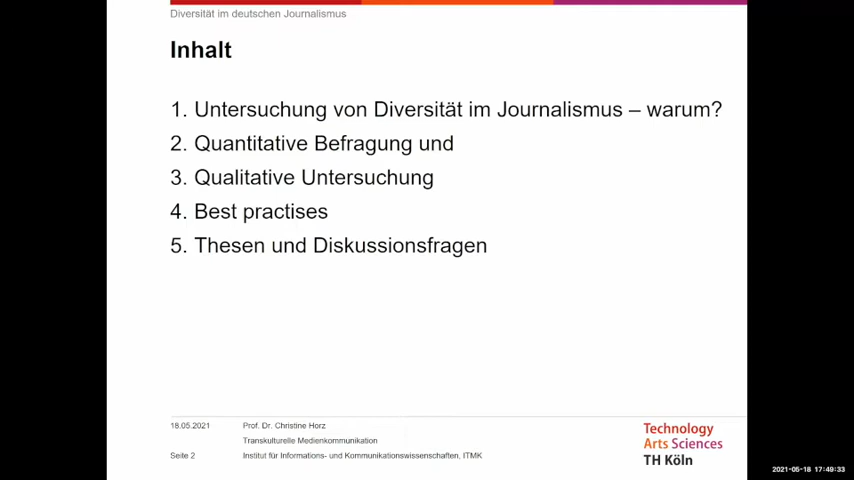 Diversität im deutschen Journalismus
Inhalt
1. Untersuchung von Diversität im Journalismus – warum?
2. Quantitative Befragung und
3. Qualitative Untersuchung
4. Best practises
5. Thesen und Diskussionsfragen
18.05.2021 Prof. Dr. Christine Horz
Transkulturelle Medienkommunikation
Seite 2 Institut für Informations- und Kommunikationswissenschaften, ITMK
Technology
Arts Sciences
TH Köln
2021-05-18 17:49:33